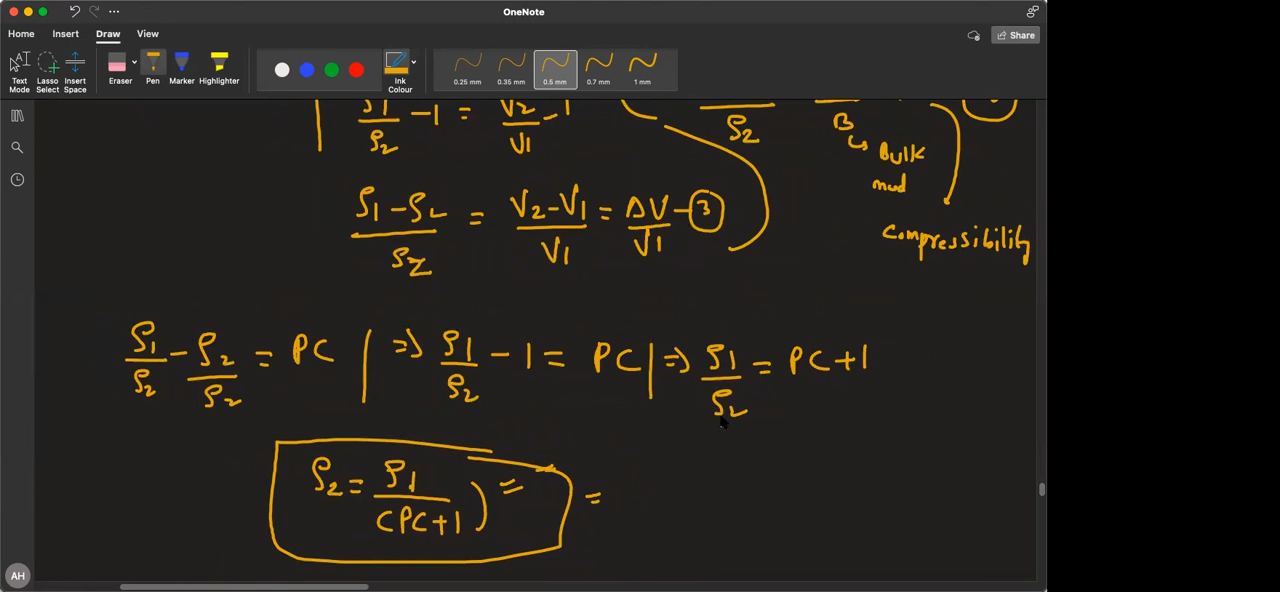 OneNote
Home Insert Draw View
Share
Text Mode
Lasso Select
Insert Space
Eraser
Pen
Marker
Highlighter
Ink Colour
0.25 mm
0.35 mm
0.5 mm
0.7 mm
1 mm
ρ1/ρ2 − 1 = V2/V1 − 1
ρ2
B
Bulk mod
Compressibility
(ρ1 − ρ2)/ρ2 = (V2 − V1)/V1 = ΔV/V1 − ③
ρ1/ρ2 − ρ2/ρ2 = PC | ⇒ ρ1/ρ2 − 1 = PC | ⇒ ρ1/ρ2 = PC + 1
ρ2 = ρ1/(PC + 1) = =
AH